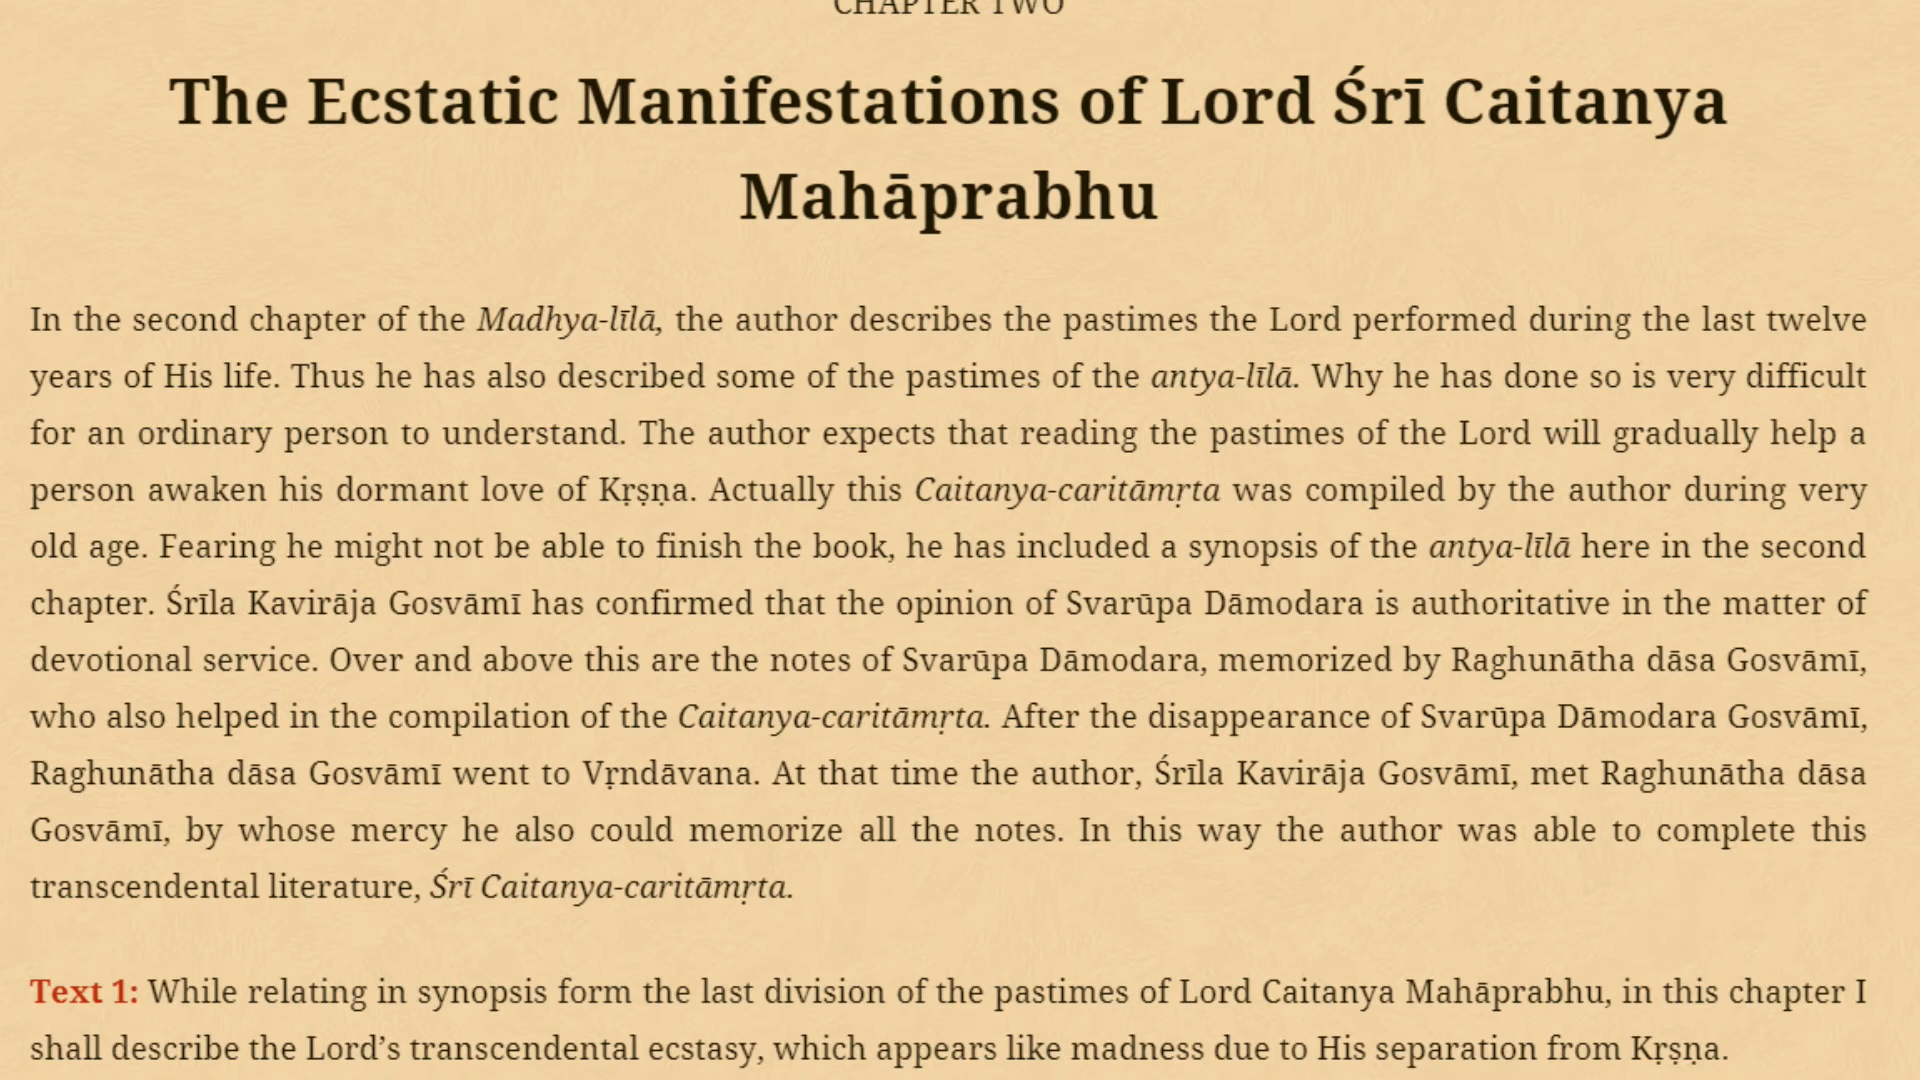 CHAPTER TWO
The Ecstatic Manifestations of Lord Śrī Caitanya
Mahāprabhu
In the second chapter of the Madhya-līlā, the author describes the pastimes the Lord performed during the last twelve
years of His life. Thus he has also described some of the pastimes of the antya-līlā. Why he has done so is very difficult
for an ordinary person to understand. The author expects that reading the pastimes of the Lord will gradually help a
person awaken his dormant love of Kṛṣṇa. Actually this Caitanya-caritāmṛta was compiled by the author during very
old age. Fearing he might not be able to finish the book, he has included a synopsis of the antya-līlā here in the second
chapter. Śrīla Kavirāja Gosvāmī has confirmed that the opinion of Svarūpa Dāmodara is authoritative in the matter of
devotional service. Over and above this are the notes of Svarūpa Dāmodara, memorized by Raghunātha dāsa Gosvāmī,
who also helped in the compilation of the Caitanya-caritāmṛta. After the disappearance of Svarūpa Dāmodara Gosvāmī,
Raghunātha dāsa Gosvāmī went to Vṛndāvana. At that time the author, Śrīla Kavirāja Gosvāmī, met Raghunātha dāsa
Gosvāmī, by whose mercy he also could memorize all the notes. In this way the author was able to complete this
transcendental literature, Śrī Caitanya-caritāmṛta.
Text 1: While relating in synopsis form the last division of the pastimes of Lord Caitanya Mahāprabhu, in this chapter I
shall describe the Lord’s transcendental ecstasy, which appears like madness due to His separation from Kṛṣṇa.